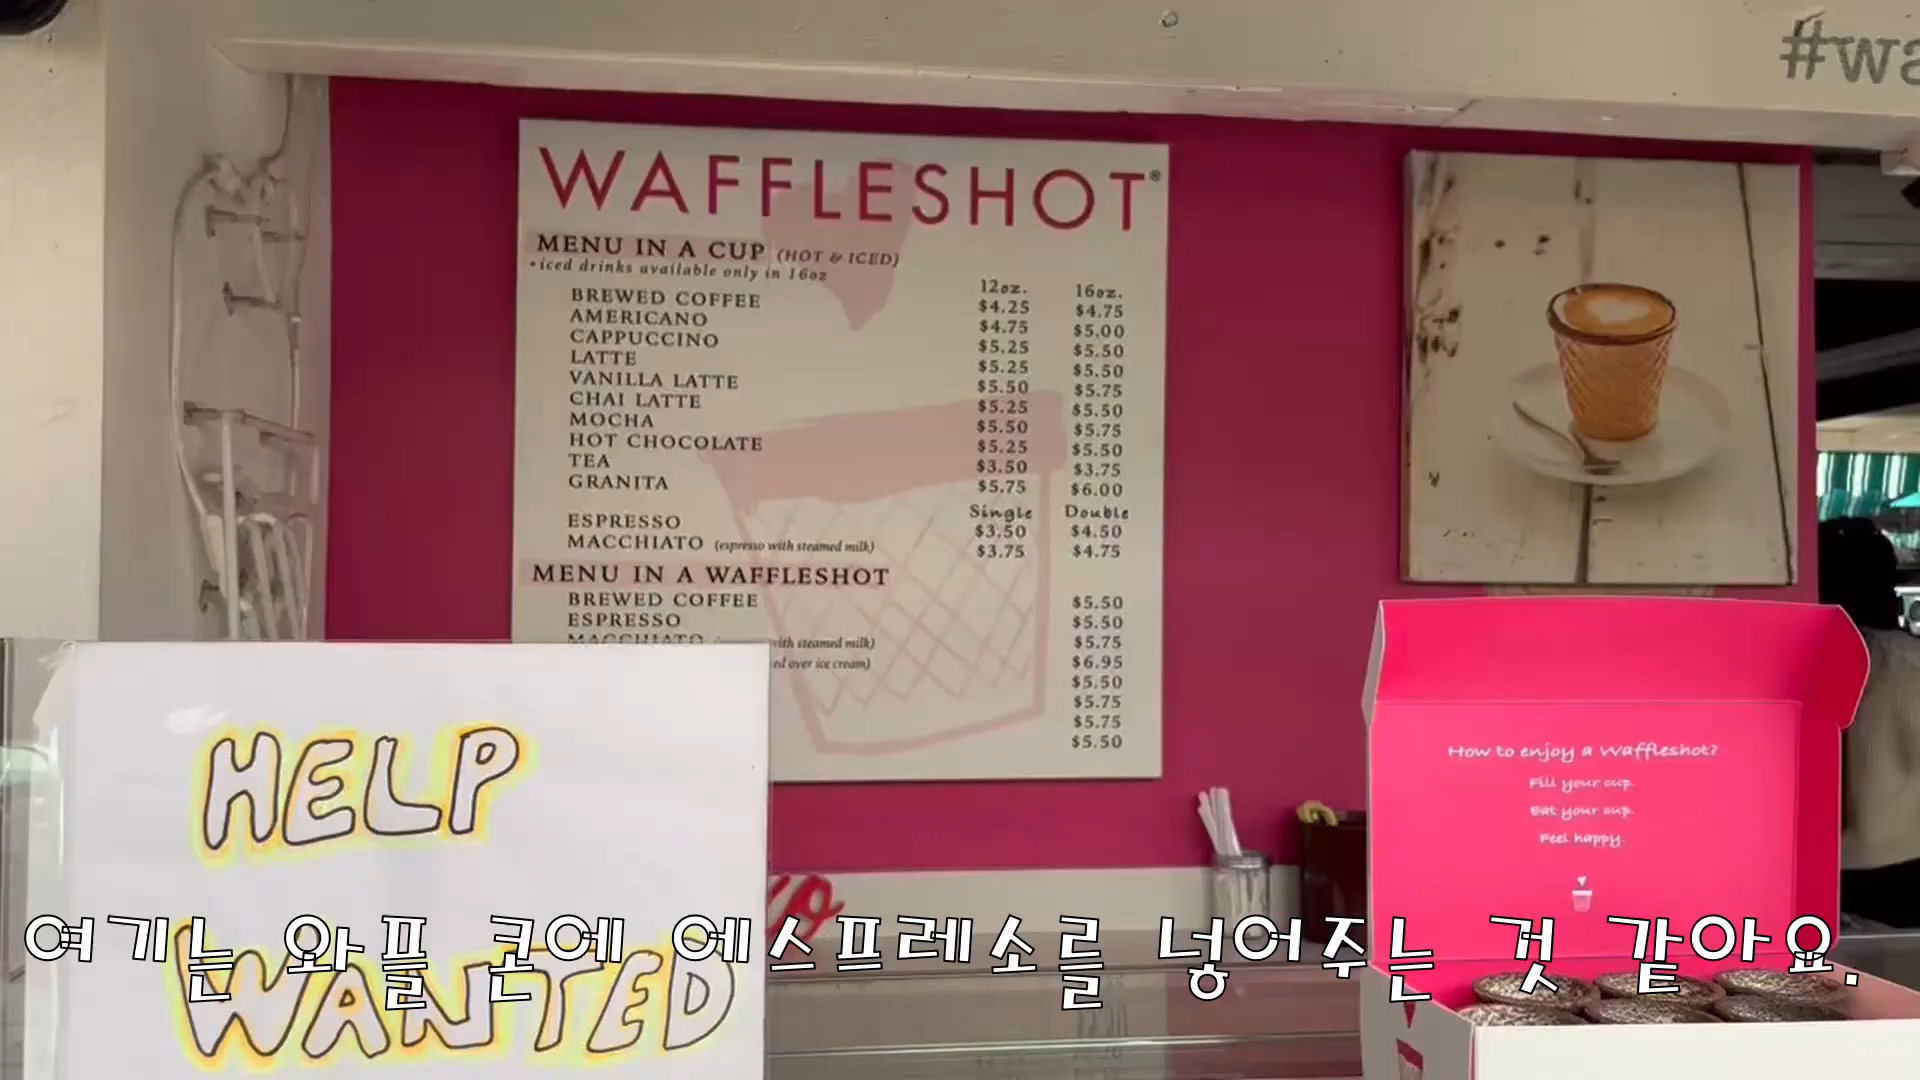 #wa
WAFFLESHOT®
MENU IN A CUP (HOT & ICED)
•iced drinks available only in 16oz
12oz. 16oz.
BREWED COFFEE $4.25 $4.75
AMERICANO $4.75 $5.00
CAPPUCCINO $5.25 $5.50
LATTE $5.25 $5.50
VANILLA LATTE $5.50 $5.75
CHAI LATTE $5.25 $5.50
MOCHA $5.50 $5.75
HOT CHOCOLATE $5.25 $5.50
TEA $3.50 $3.75
GRANITA $5.75 $6.00
Single Double
ESPRESSO $3.50 $4.50
MACCHIATO (espresso with steamed milk) $3.75 $4.75
MENU IN A WAFFLESHOT
BREWED COFFEE $5.50
ESPRESSO $5.50
MACCHIATO with steamed milk) $5.75
over ice cream) $6.95
$5.50
$5.75
$5.75
$5.50
HELP
WANTED
How to enjoy a Waffleshot?
Fill your cup.
Eat your cup.
Feel happy.
여기는 와플 콘에 에스프레소를 넣어주는 것 같아요.